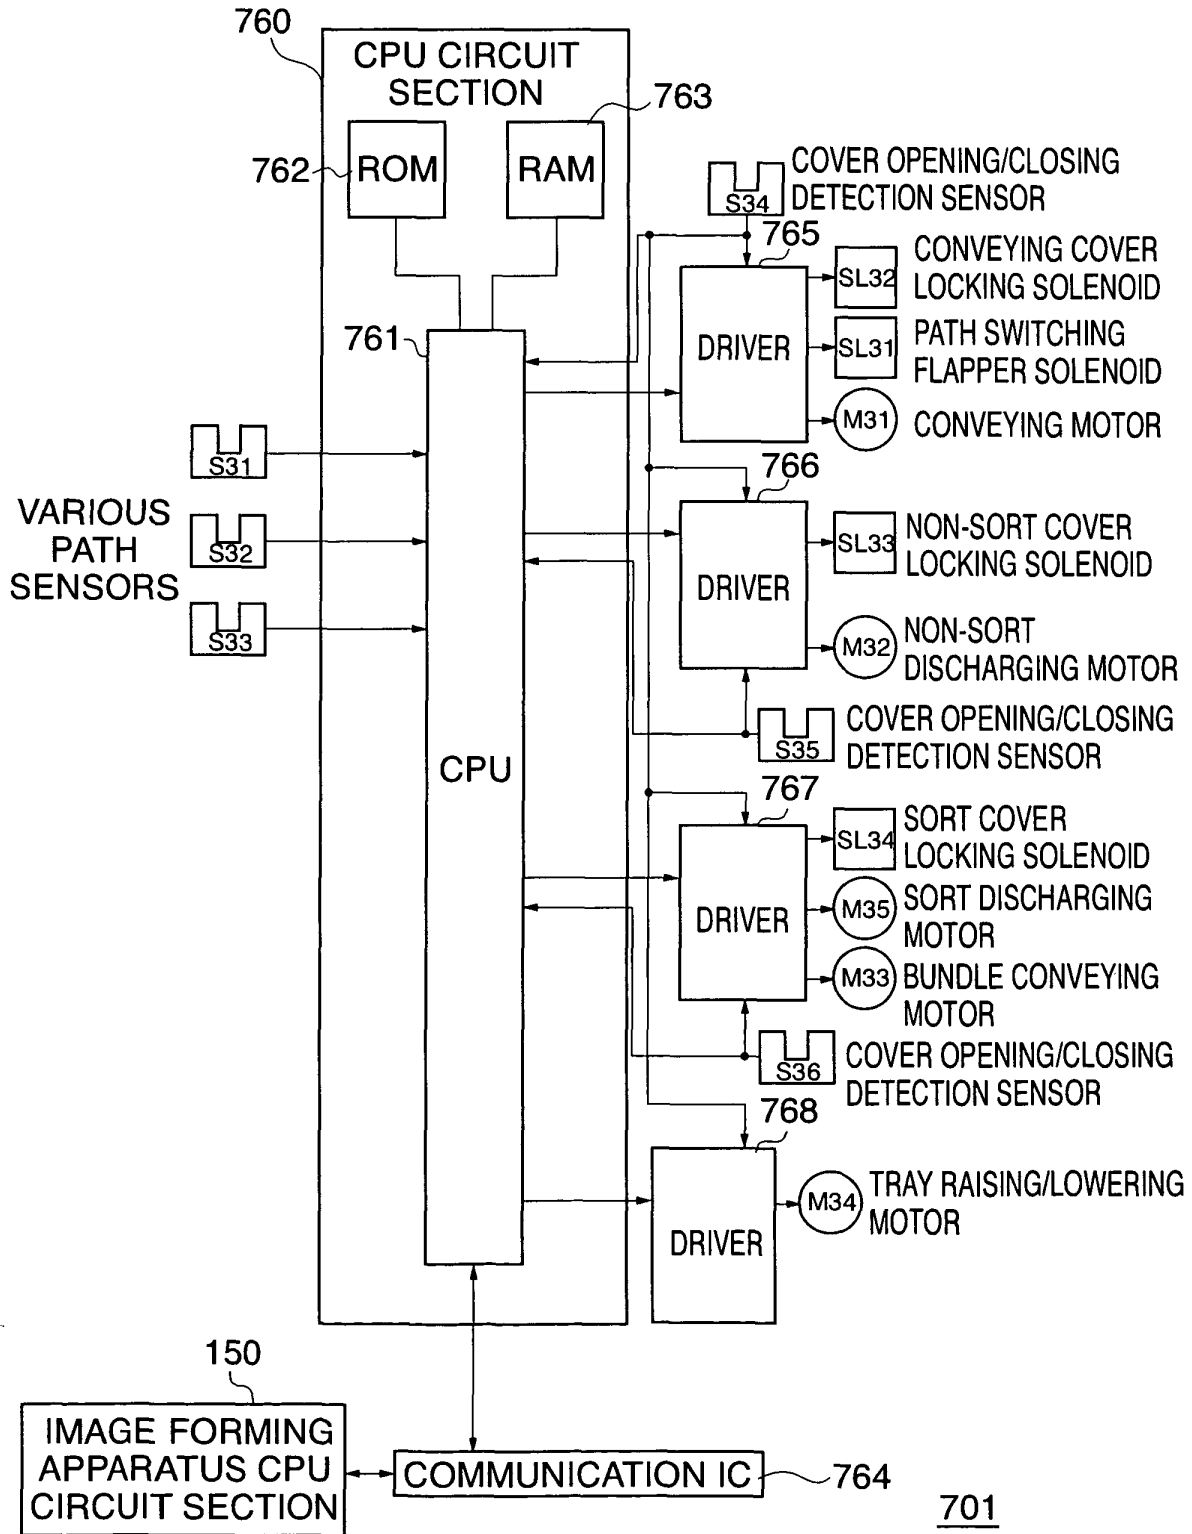 760
CPU CIRCUIT
SECTION
763
762
ROM
RAM
S34
COVER OPENING/CLOSING
DETECTION SENSOR
765
DRIVER
SL32
CONVEYING COVER
LOCKING SOLENOID
SL31
PATH SWITCHING
FLAPPER SOLENOID
M31
CONVEYING MOTOR
761
CPU
S31
VARIOUS
PATH
SENSORS
S32
S33
766
DRIVER
SL33
NON-SORT COVER
LOCKING SOLENOID
M32
NON-SORT
DISCHARGING MOTOR
S35
COVER OPENING/CLOSING
DETECTION SENSOR
767
DRIVER
SL34
SORT COVER
LOCKING SOLENOID
M35
SORT DISCHARGING
MOTOR
M33
BUNDLE CONVEYING
MOTOR
S36
COVER OPENING/CLOSING
DETECTION SENSOR
768
DRIVER
M34
TRAY RAISING/LOWERING
MOTOR
150
IMAGE FORMING
APPARATUS CPU
CIRCUIT SECTION
COMMUNICATION IC
764
701